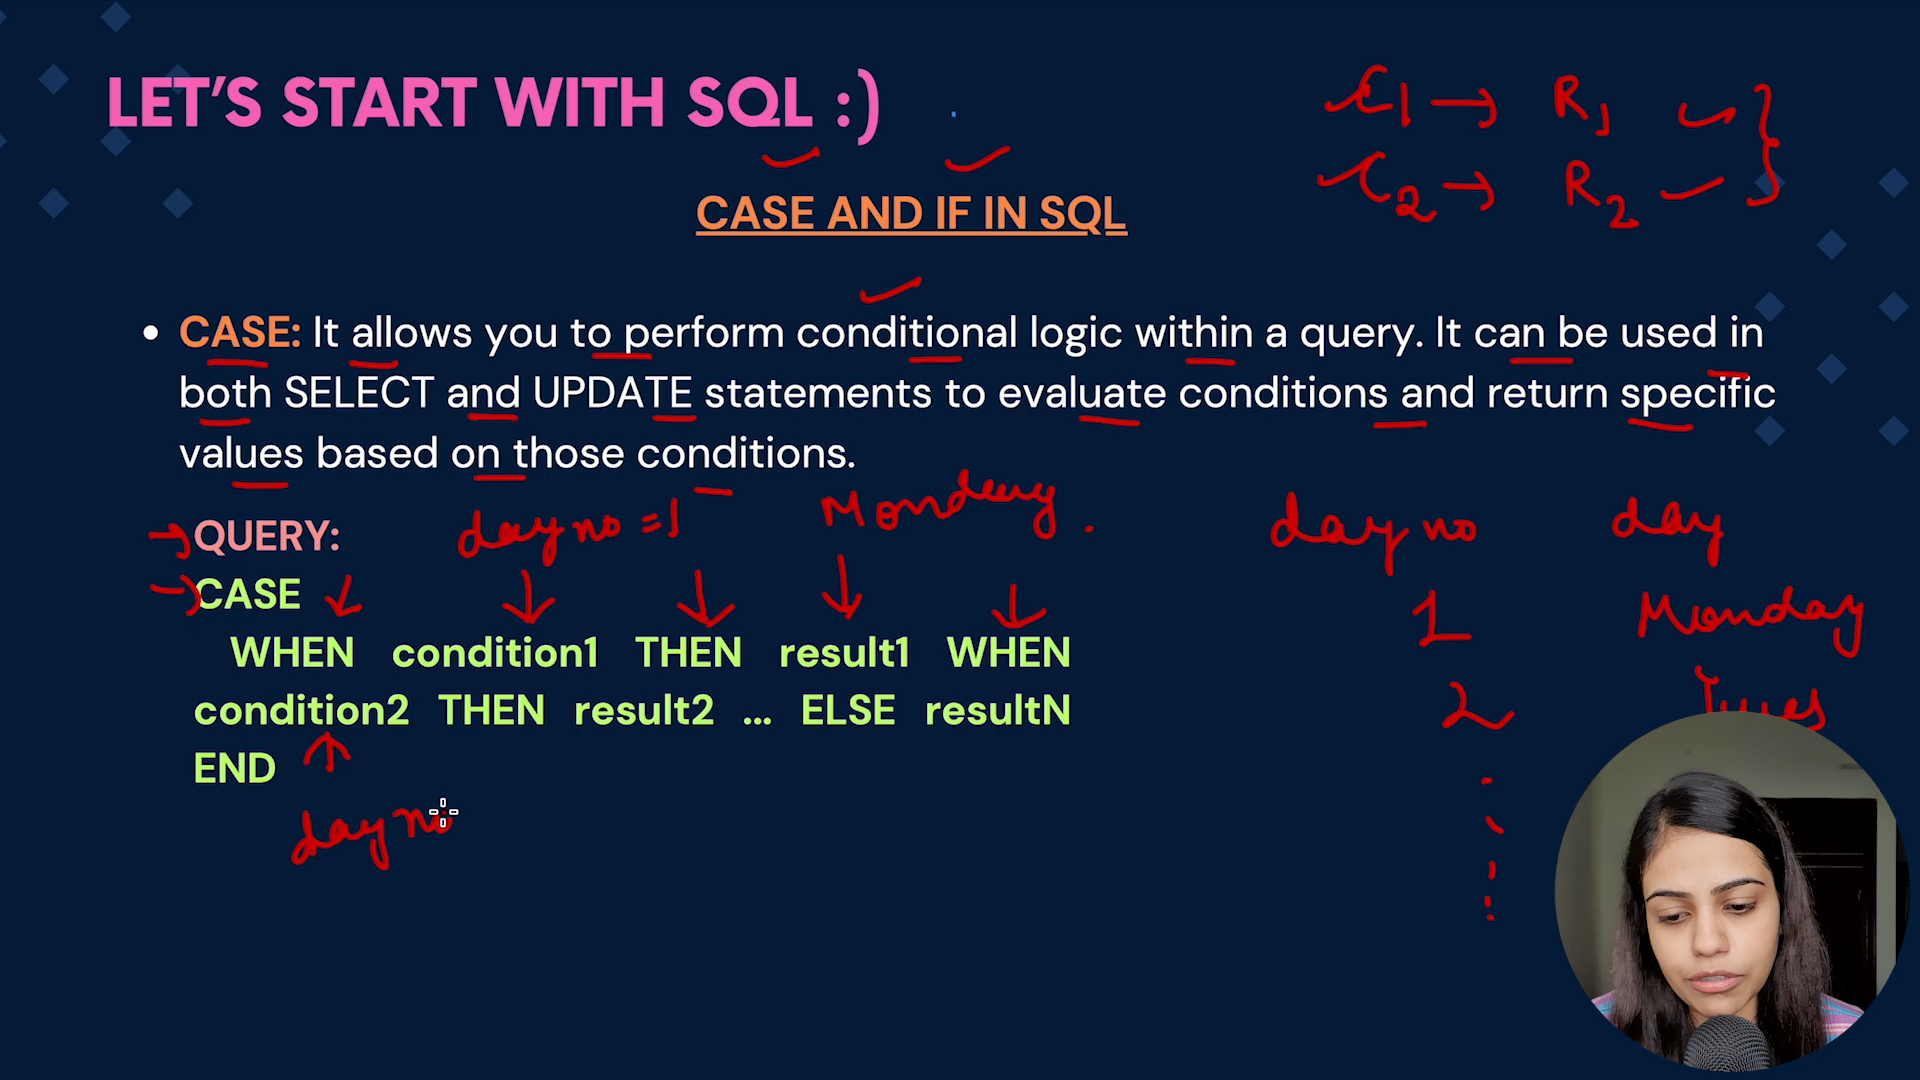 LET'S START WITH SQL :)
C1 → R1
C2 → R2
CASE AND IF IN SQL
• CASE: It allows you to perform conditional logic within a query. It can be used in
both SELECT and UPDATE statements to evaluate conditions and return specific
values based on those conditions.
day no = 1 Monday .
day no day
QUERY:
CASE
1 Monday
WHEN condition1 THEN result1 WHEN
condition2 THEN result2 ... ELSE resultN
2 Tues
END
day no